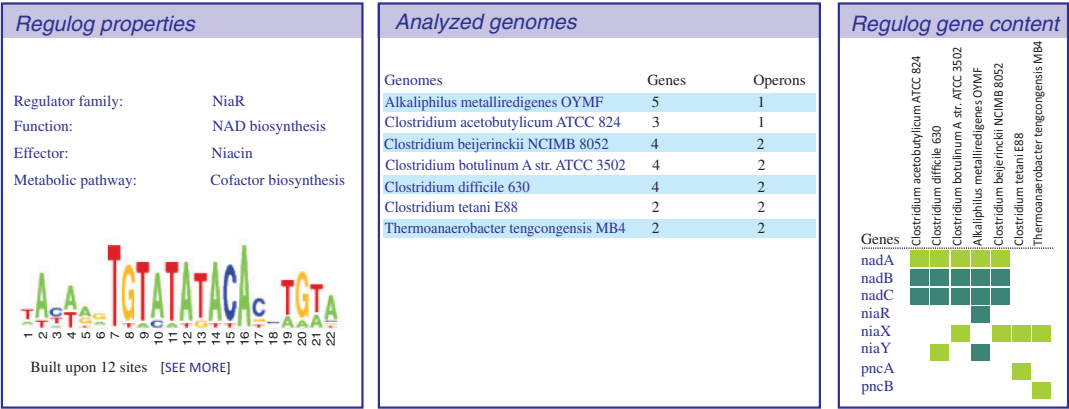 Regulog properties
Regulator family: NiaR
Function: NAD biosynthesis
Effector: Niacin
Metabolic pathway: Cofactor biosynthesis
1 2 3 4 5 6 7 8 9 10 11 12 13 14 15 16 17 18 19 20 21 22
Built upon 12 sites [SEE MORE]
Analyzed genomes
Genomes Genes Operons
Alkaliphilus metalliredigenes OYMF 5 1
Clostridium acetobutylicum ATCC 824 3 1
Clostridium beijerinckii NCIMB 8052 4 2
Clostridium botulinum A str. ATCC 3502 4 2
Clostridium difficile 630 4 2
Clostridium tetani E88 2 2
Thermoanaerobacter tengcongensis MB4 2 2
Regulog gene content
Clostridium acetobutylicum ATCC 824
Clostridium difficile 630
Clostridium botulinum A str. ATCC 3502
Alkaliphilus metalliredigenes OYMF
Clostridium beijerinckii NCIMB 8052
Clostridium tetani E88
Thermoanaerobacter tengcongensis MB4
Genes
nadA
nadB
nadC
niaR
niaX
niaY
pncA
pncB